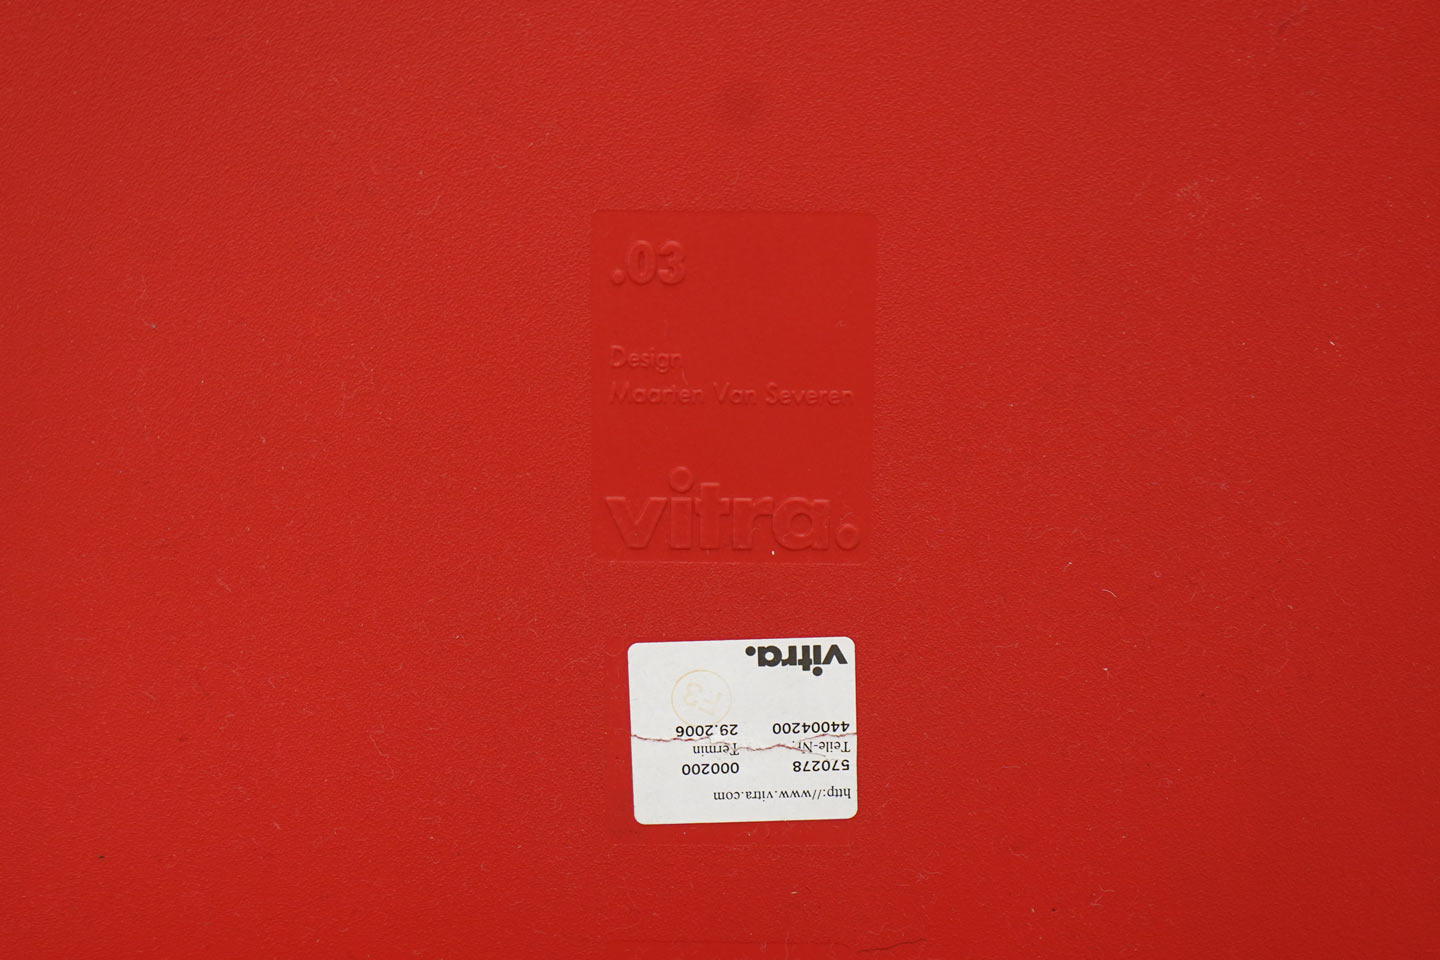 .03
Design
Maarten Van Severen
vitra.
http://www.vitra.com
570278 000200
Teile-Nr. Termin
44004200 29.2006
vitra.